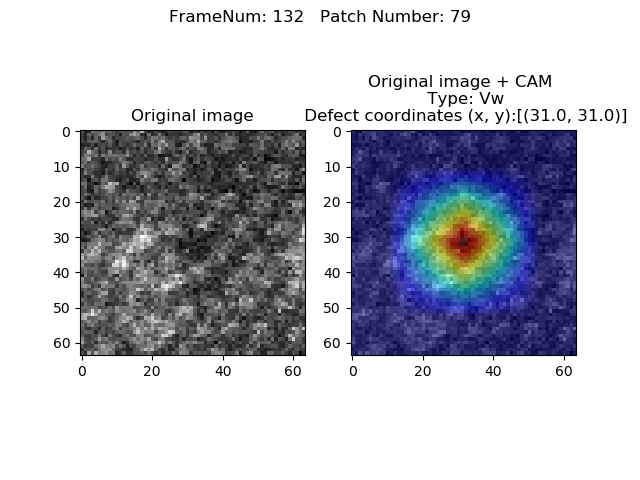 FrameNum: 132   Patch Number: 79
Original image
Original image + CAM
Type: Vw
Defect coordinates (x, y):[(31.0, 31.0)]
0
10
20
30
40
50
60
0 20 40 60
0
10
20
30
40
50
60
0 20 40 60